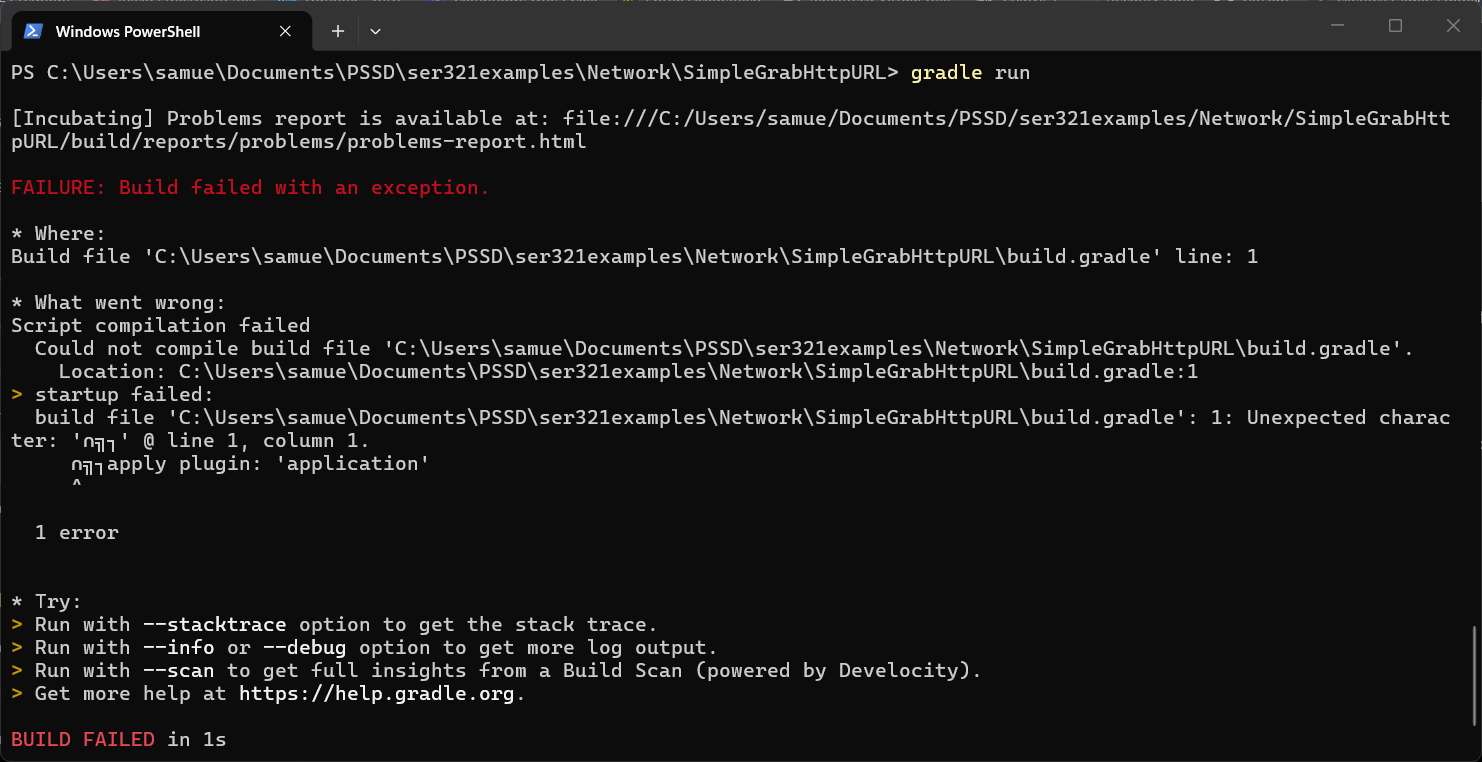 Windows PowerShell
PS C:\Users\samue\Documents\PSSD\ser321examples\Network\SimpleGrabHttpURL> gradle run
[Incubating] Problems report is available at: file:///C:/Users/samue/Documents/PSSD/ser321examples/Network/SimpleGrabHtt
pURL/build/reports/problems/problems-report.html
FAILURE: Build failed with an exception.
* Where:
Build file 'C:\Users\samue\Documents\PSSD\ser321examples\Network\SimpleGrabHttpURL\build.gradle' line: 1
* What went wrong:
Script compilation failed
Could not compile build file 'C:\Users\samue\Documents\PSSD\ser321examples\Network\SimpleGrabHttpURL\build.gradle'.
Location: C:\Users\samue\Documents\PSSD\ser321examples\Network\SimpleGrabHttpURL\build.gradle:1
> startup failed:
build file 'C:\Users\samue\Documents\PSSD\ser321examples\Network\SimpleGrabHttpURL\build.gradle': 1: Unexpected charac
ter: '∩╗┐' @ line 1, column 1.
∩╗┐apply plugin: 'application'
^
1 error
* Try:
> Run with --stacktrace option to get the stack trace.
> Run with --info or --debug option to get more log output.
> Run with --scan to get full insights from a Build Scan (powered by Develocity).
> Get more help at https://help.gradle.org.
BUILD FAILED in 1s